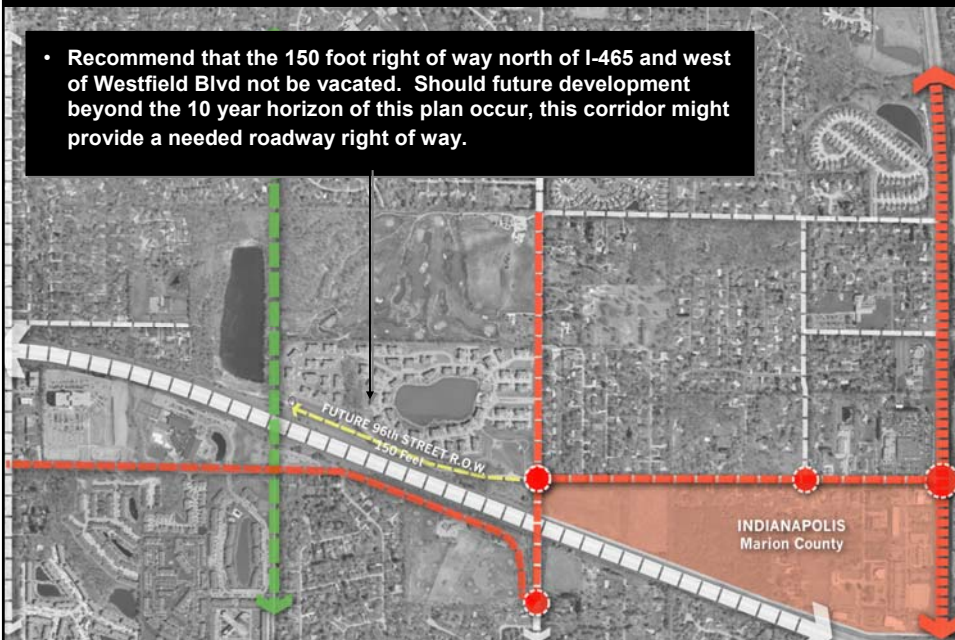 • Recommend that the 150 foot right of way north of I-465 and west
of Westfield Blvd not be vacated.  Should future development
beyond the 10 year horizon of this plan occur, this corridor might
provide a needed roadway right of way.
FUTURE 96th STREET R.O.W
150 Feet
INDIANAPOLIS
Marion County